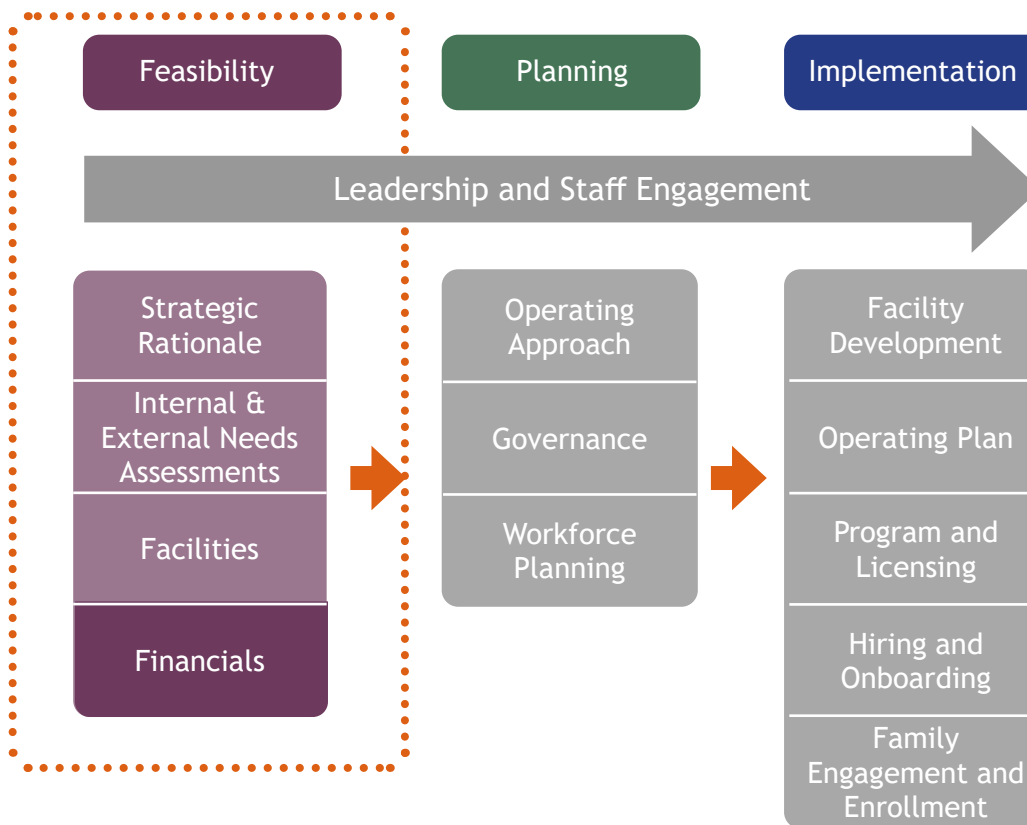 Feasibility
Planning
Implementation
Leadership and Staff Engagement
Strategic
Rationale
Internal &
External Needs
Assessments
Facilities
Financials
Operating
Approach
Governance
Workforce
Planning
Facility
Development
Operating Plan
Program and
Licensing
Hiring and
Onboarding
Family
Engagement and
Enrollment